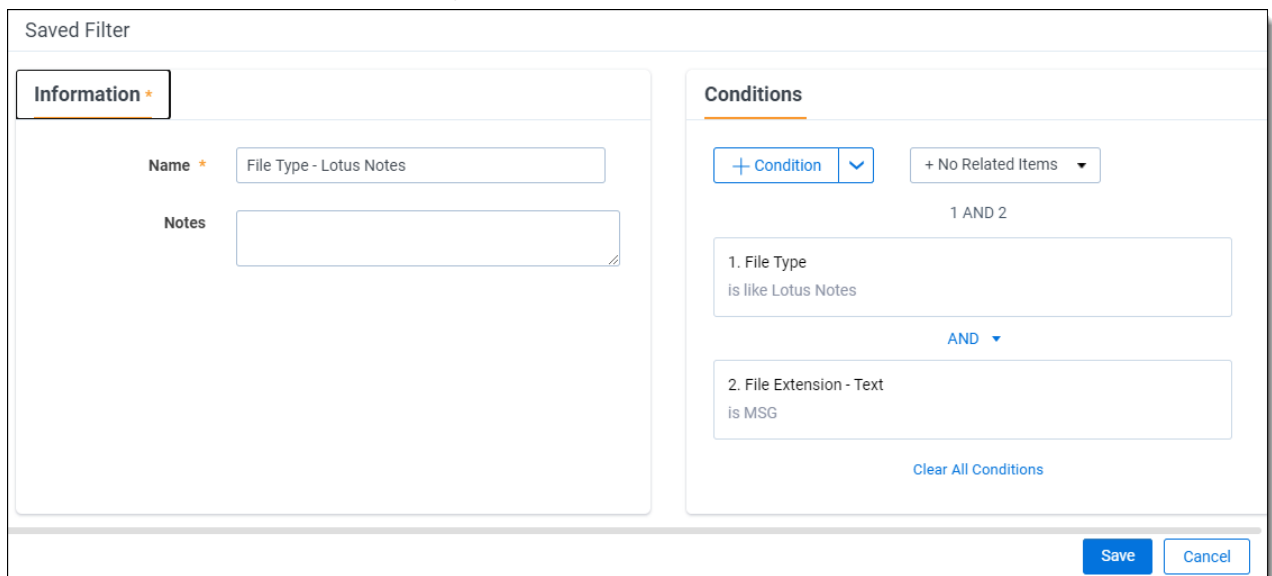 Saved Filter
Information *
Name * File Type - Lotus Notes
Notes
Conditions
+ Condition + No Related Items
1 AND 2
1. File Type
is like Lotus Notes
AND
2. File Extension - Text
is MSG
Clear All Conditions
Save Cancel